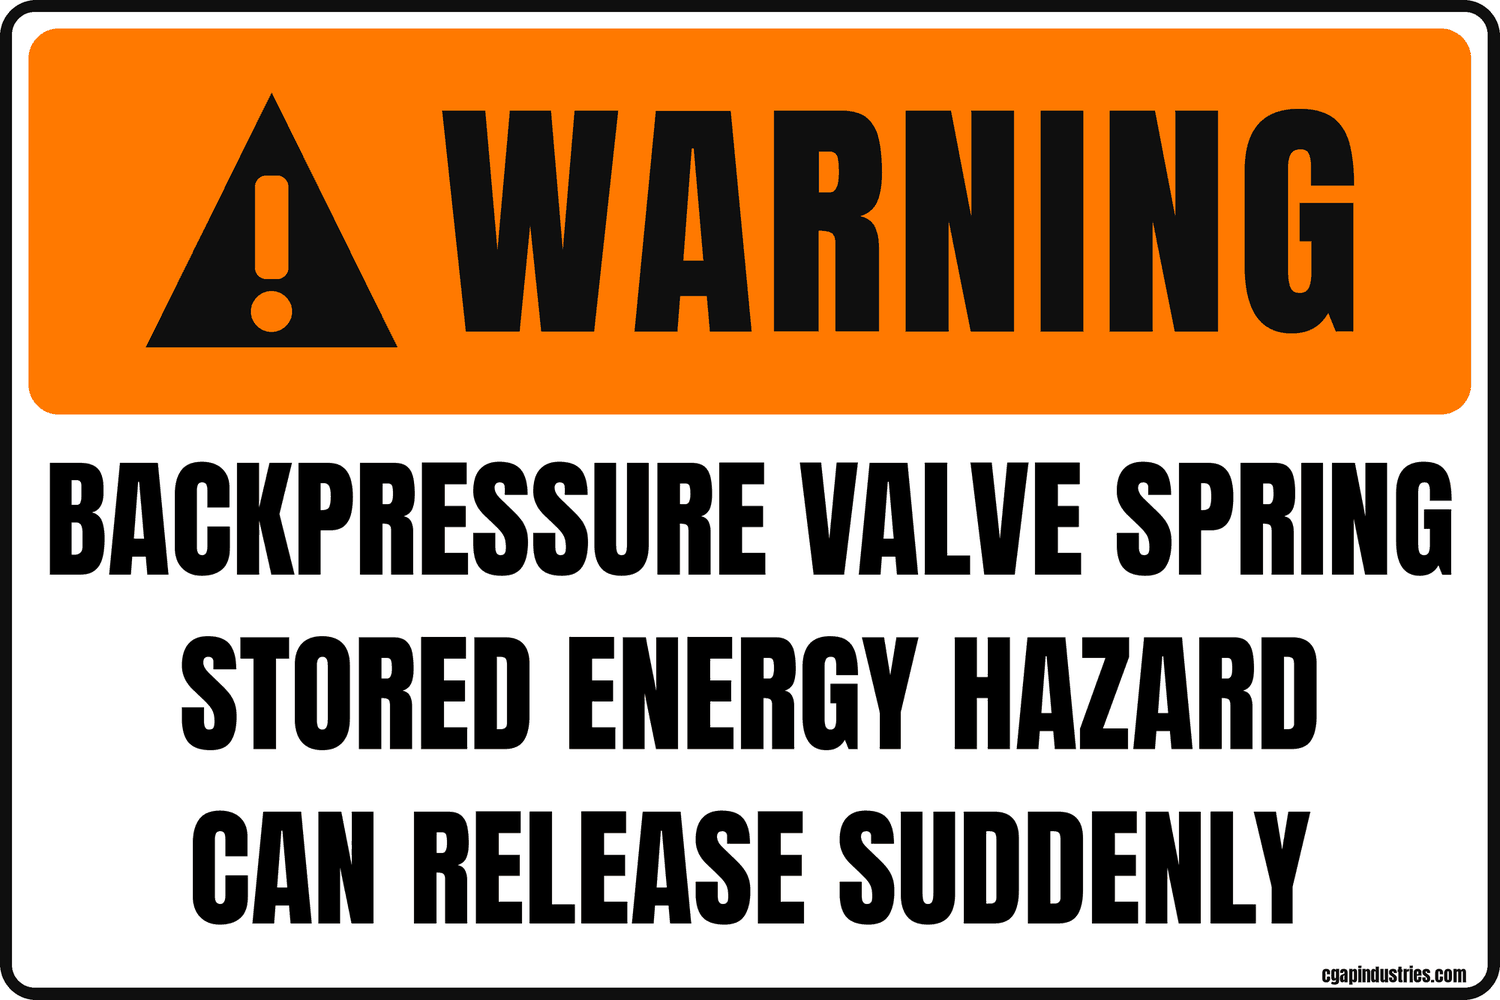 WARNING
BACKPRESSURE VALVE SPRING
STORED ENERGY HAZARD
CAN RELEASE SUDDENLY
cgapindustries.com